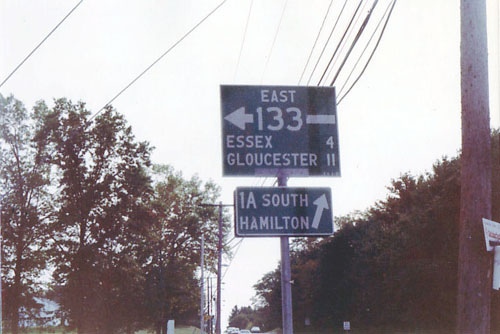 EAST
133
ESSEX 4
GLOUCESTER 11
1A SOUTH
HAMILTON